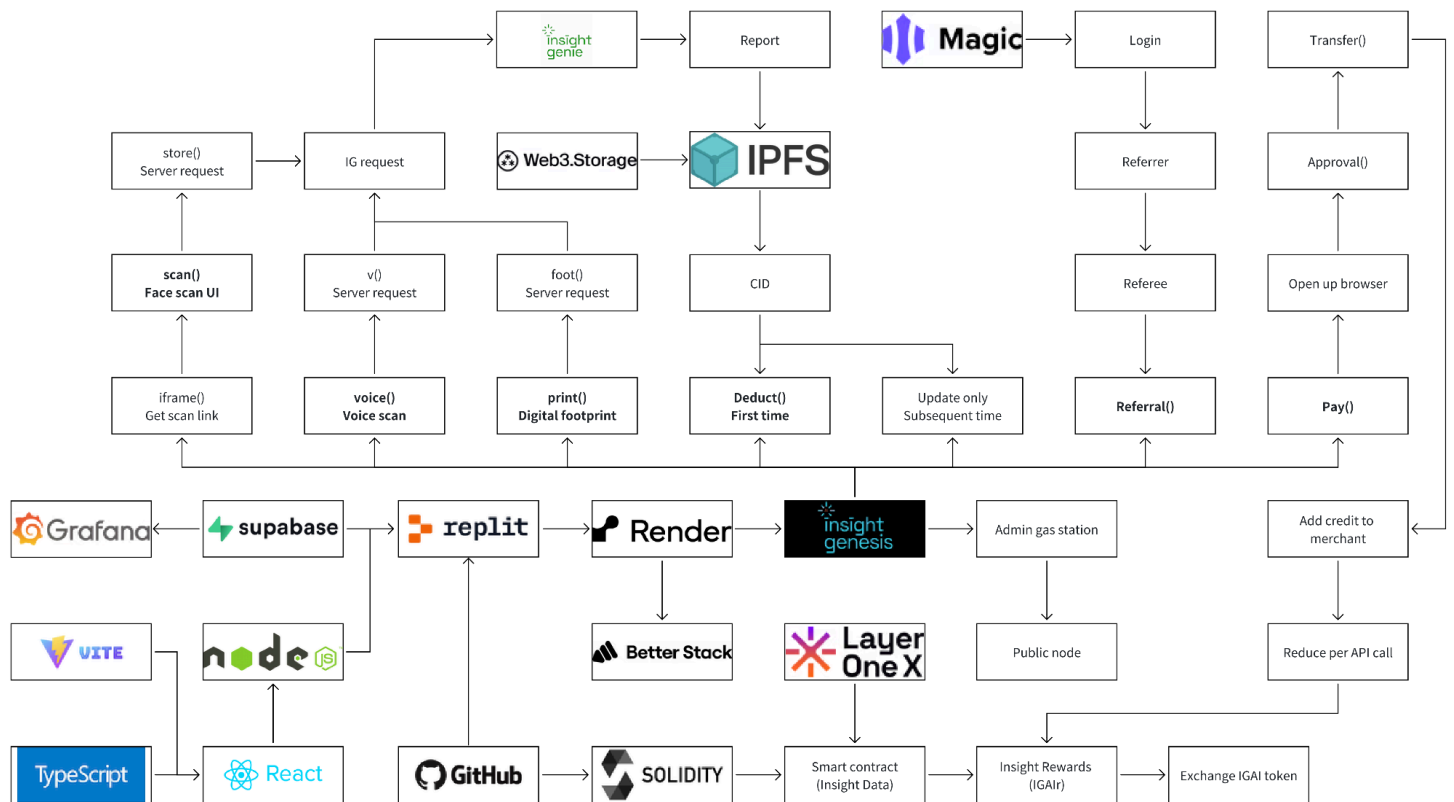 insight
genie
Report
Magic
Login
Transfer()
store()
Server request
IG request
Web3.Storage
IPFS
Referrer
Approval()
scan()
Face scan UI
v()
Server request
foot()
Server request
CID
Referee
Open up browser
iframe()
Get scan link
voice()
Voice scan
print()
Digital footprint
Deduct()
First time
Update only
Subsequent time
Referral()
Pay()
Grafana
supabase
replit
Render
insight
genesis
Admin gas station
Add credit to
merchant
VITE
node
JS
Better Stack
Layer
One X
Public node
Reduce per API call
TypeScript
React
GitHub
SOLIDITY
Smart contract
(Insight Data)
Insight Rewards
(IGAIr)
Exchange IGAI token